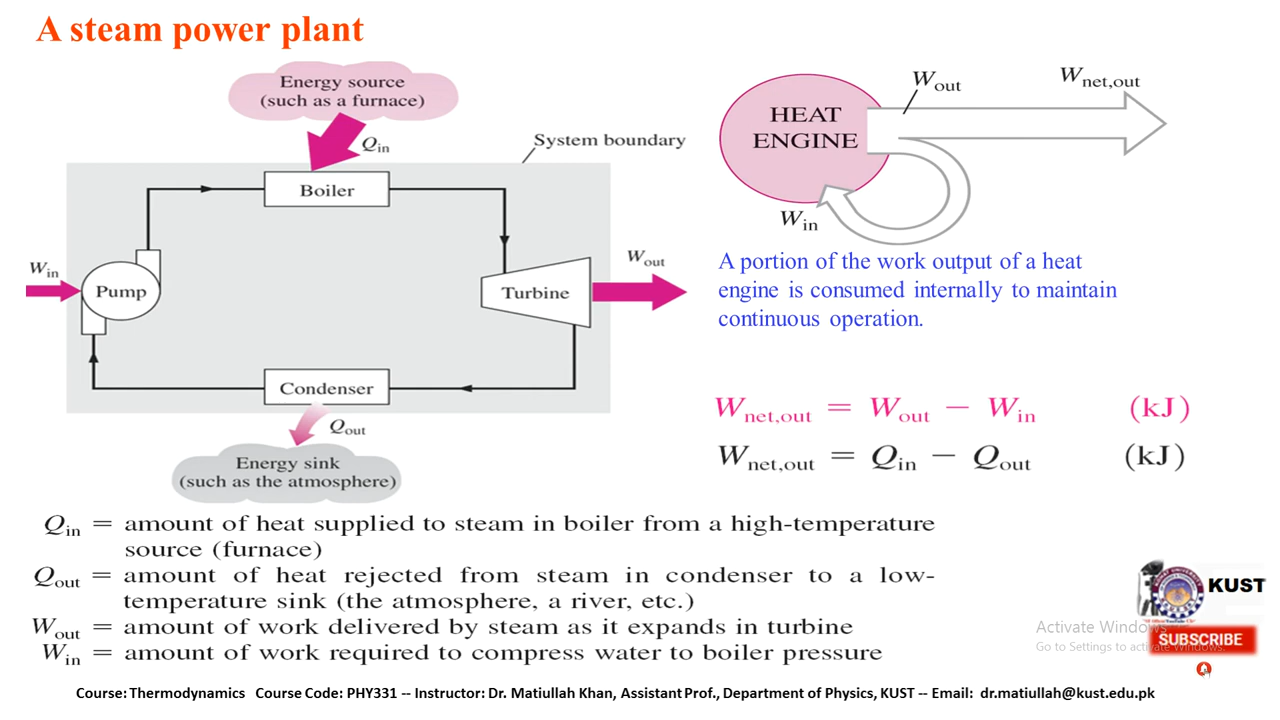 A steam power plant
Energy source
(such as a furnace)
Qin
System boundary
Boiler
Win
Pump
Turbine
Wout
Condenser
Qout
Energy sink
(such as the atmosphere)
HEAT
ENGINE
Wout
Wnet,out
Win
A portion of the work output of a heat
engine is consumed internally to maintain
continuous operation.
Wnet,out = Wout − Win (kJ)
Wnet,out = Qin − Qout (kJ)
Qin = amount of heat supplied to steam in boiler from a high-temperature
source (furnace)
Qout = amount of heat rejected from steam in condenser to a low-
temperature sink (the atmosphere, a river, etc.)
Wout = amount of work delivered by steam as it expands in turbine
Win = amount of work required to compress water to boiler pressure
KUST
SUBSCRIBE
Activate Windows
Go to Settings to activate Windows.
Course: Thermodynamics Course Code: PHY331 -- Instructor: Dr. Matiullah Khan, Assistant Prof., Department of Physics, KUST -- Email: dr.matiullah@kust.edu.pk